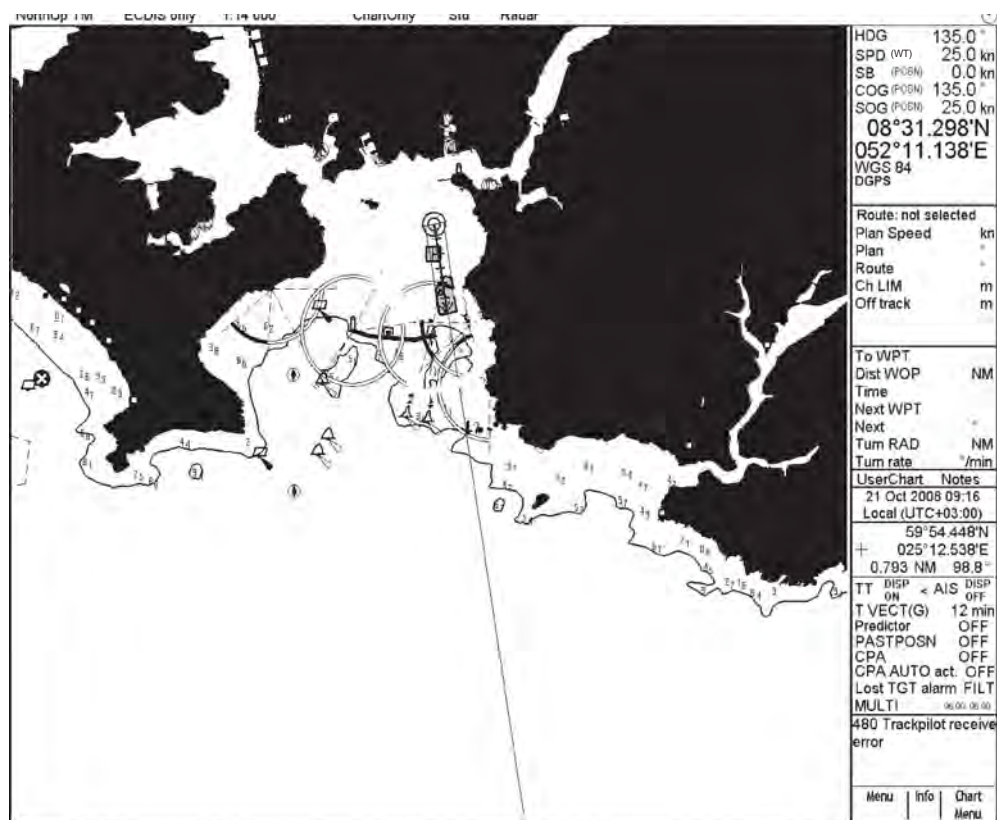 NorthUp TM ECDIS only 1:14 000 ChartOnly Std Radar
HDG 135.0 °
SPD (WT) 25.0 kn
SB (POSN) 0.0 kn
COG (POSN) 135.0 °
SOG (POSN) 25.0 kn
08°31.298'N
052°11.138'E
WGS 84
DGPS
Route: not selected
Plan Speed kn
Plan °
Route °
Ch LIM m
Off track m
To WPT
Dist WOP NM
Time
Next WPT
Next °
Turn RAD NM
Turn rate °/min
UserChart Notes
21 Oct 2008 09:16
Local (UTC+03:00)
59°54.448'N
+ 025°12.538'E
0.793 NM 98.8 °
TT DISP ON < AIS DISP OFF
T VECT(G) 12 min
Predictor OFF
PASTPOSN OFF
CPA OFF
CPA AUTO act. OFF
Lost TGT alarm FILT
MULTI
480 Trackpilot receive
error
Menu Info Chart
Menu